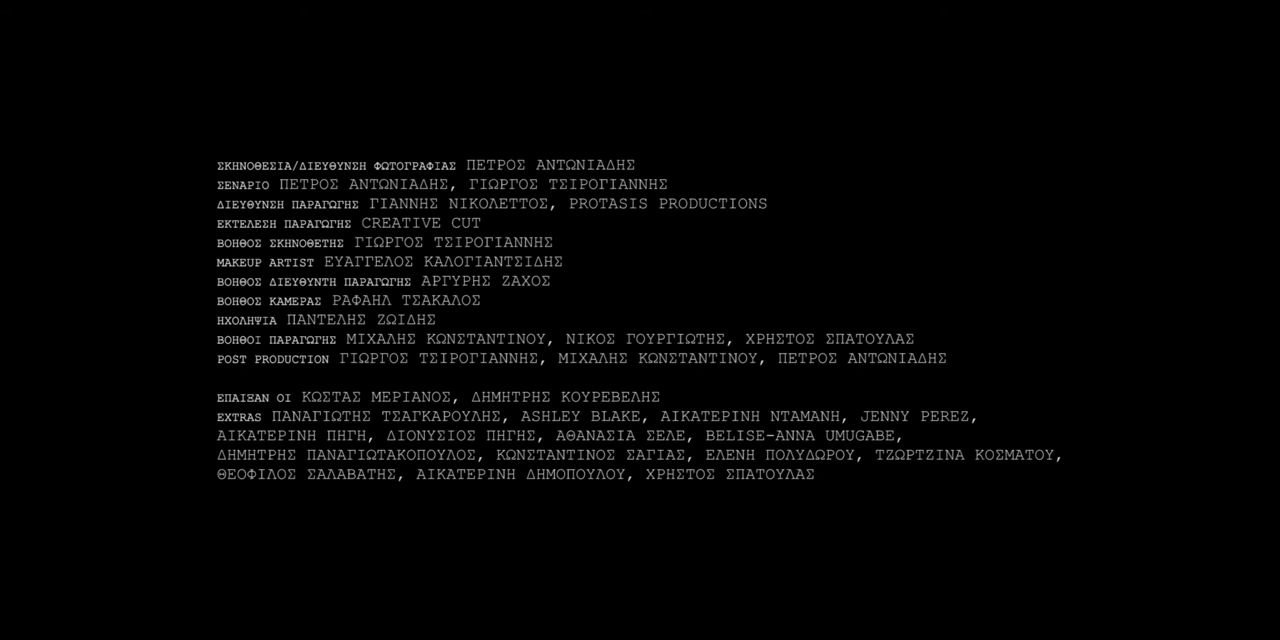 ΣΚΗΝΟΘΕΣΙΑ/ΔΙΕΥΘΥΝΣΗ ΦΩΤΟΓΡΑΦΙΑΣ ΠΕΤΡΟΣ ΑΝΤΩΝΙΑΔΗΣ
ΣΕΝΑΡΙΟ ΠΕΤΡΟΣ ΑΝΤΩΝΙΑΔΗΣ, ΓΙΩΡΓΟΣ ΤΣΙΡΟΓΙΑΝΝΗΣ
ΔΙΕΥΘΥΝΣΗ ΠΑΡΑΓΩΓΗΣ ΓΙΑΝΝΗΣ ΝΙΚΟΛΕΤΤΟΣ, PROTASIS PRODUCTIONS
ΕΚΤΕΛΕΣΗ ΠΑΡΑΓΩΓΗΣ CREATIVE CUT
ΒΟΗΘΟΣ ΣΚΗΝΟΘΕΤΗΣ ΓΙΩΡΓΟΣ ΤΣΙΡΟΓΙΑΝΝΗΣ
MAKEUP ARTIST ΕΥΑΓΓΕΛΟΣ ΚΑΛΟΓΙΑΝΤΣΙΔΗΣ
ΒΟΗΘΟΣ ΔΙΕΥΘΥΝΤΗ ΠΑΡΑΓΩΓΗΣ ΑΡΓΥΡΗΣ ΖΑΧΟΣ
ΒΟΗΘΟΣ ΚΑΜΕΡΑΣ ΡΑΦΑΗΛ ΤΣΑΚΑΛΟΣ
ΗΧΟΛΗΨΙΑ ΠΑΝΤΕΛΗΣ ΖΩΙΔΗΣ
ΒΟΗΘΟΙ ΠΑΡΑΓΩΓΗΣ ΜΙΧΑΛΗΣ ΚΩΝΣΤΑΝΤΙΝΟΥ, ΝΙΚΟΣ ΓΟΥΡΓΙΩΤΗΣ, ΧΡΗΣΤΟΣ ΣΠΑΤΟΥΛΑΣ
POST PRODUCTION ΓΙΩΡΓΟΣ ΤΣΙΡΟΓΙΑΝΝΗΣ, ΜΙΧΑΛΗΣ ΚΩΝΣΤΑΝΤΙΝΟΥ, ΠΕΤΡΟΣ ΑΝΤΩΝΙΑΔΗΣ
ΕΠΑΙΞΑΝ ΟΙ ΚΩΣΤΑΣ ΜΕΡΙΑΝΟΣ, ΔΗΜΗΤΡΗΣ ΚΟΥΡΕΒΕΛΗΣ
EXTRAS ΠΑΝΑΓΙΩΤΗΣ ΤΣΑΓΚΑΡΟΥΛΗΣ, ASHLEY BLAKE, ΑΙΚΑΤΕΡΙΝΗ ΝΤΑΜΑΝΗ, JENNY PEREZ,
ΑΙΚΑΤΕΡΙΝΗ ΠΗΓΗ, ΔΙΟΝΥΣΙΟΣ ΠΗΓΗΣ, ΑΘΑΝΑΣΙΑ ΣΕΛΕ, BELISE-ANNA UMUGABE,
ΔΗΜΗΤΡΗΣ ΠΑΝΑΓΙΩΤΑΚΟΠΟΥΛΟΣ, ΚΩΝΣΤΑΝΤΙΝΟΣ ΣΑΓΙΑΣ, ΕΛΕΝΗ ΠΟΛΥΔΩΡΟΥ, ΤΖΩΡΤΖΙΝΑ ΚΟΣΜΑΤΟΥ,
ΘΕΟΦΙΛΟΣ ΣΑΛΑΒΑΤΗΣ, ΑΙΚΑΤΕΡΙΝΗ ΔΗΜΟΠΟΥΛΟΥ, ΧΡΗΣΤΟΣ ΣΠΑΤΟΥΛΑΣ